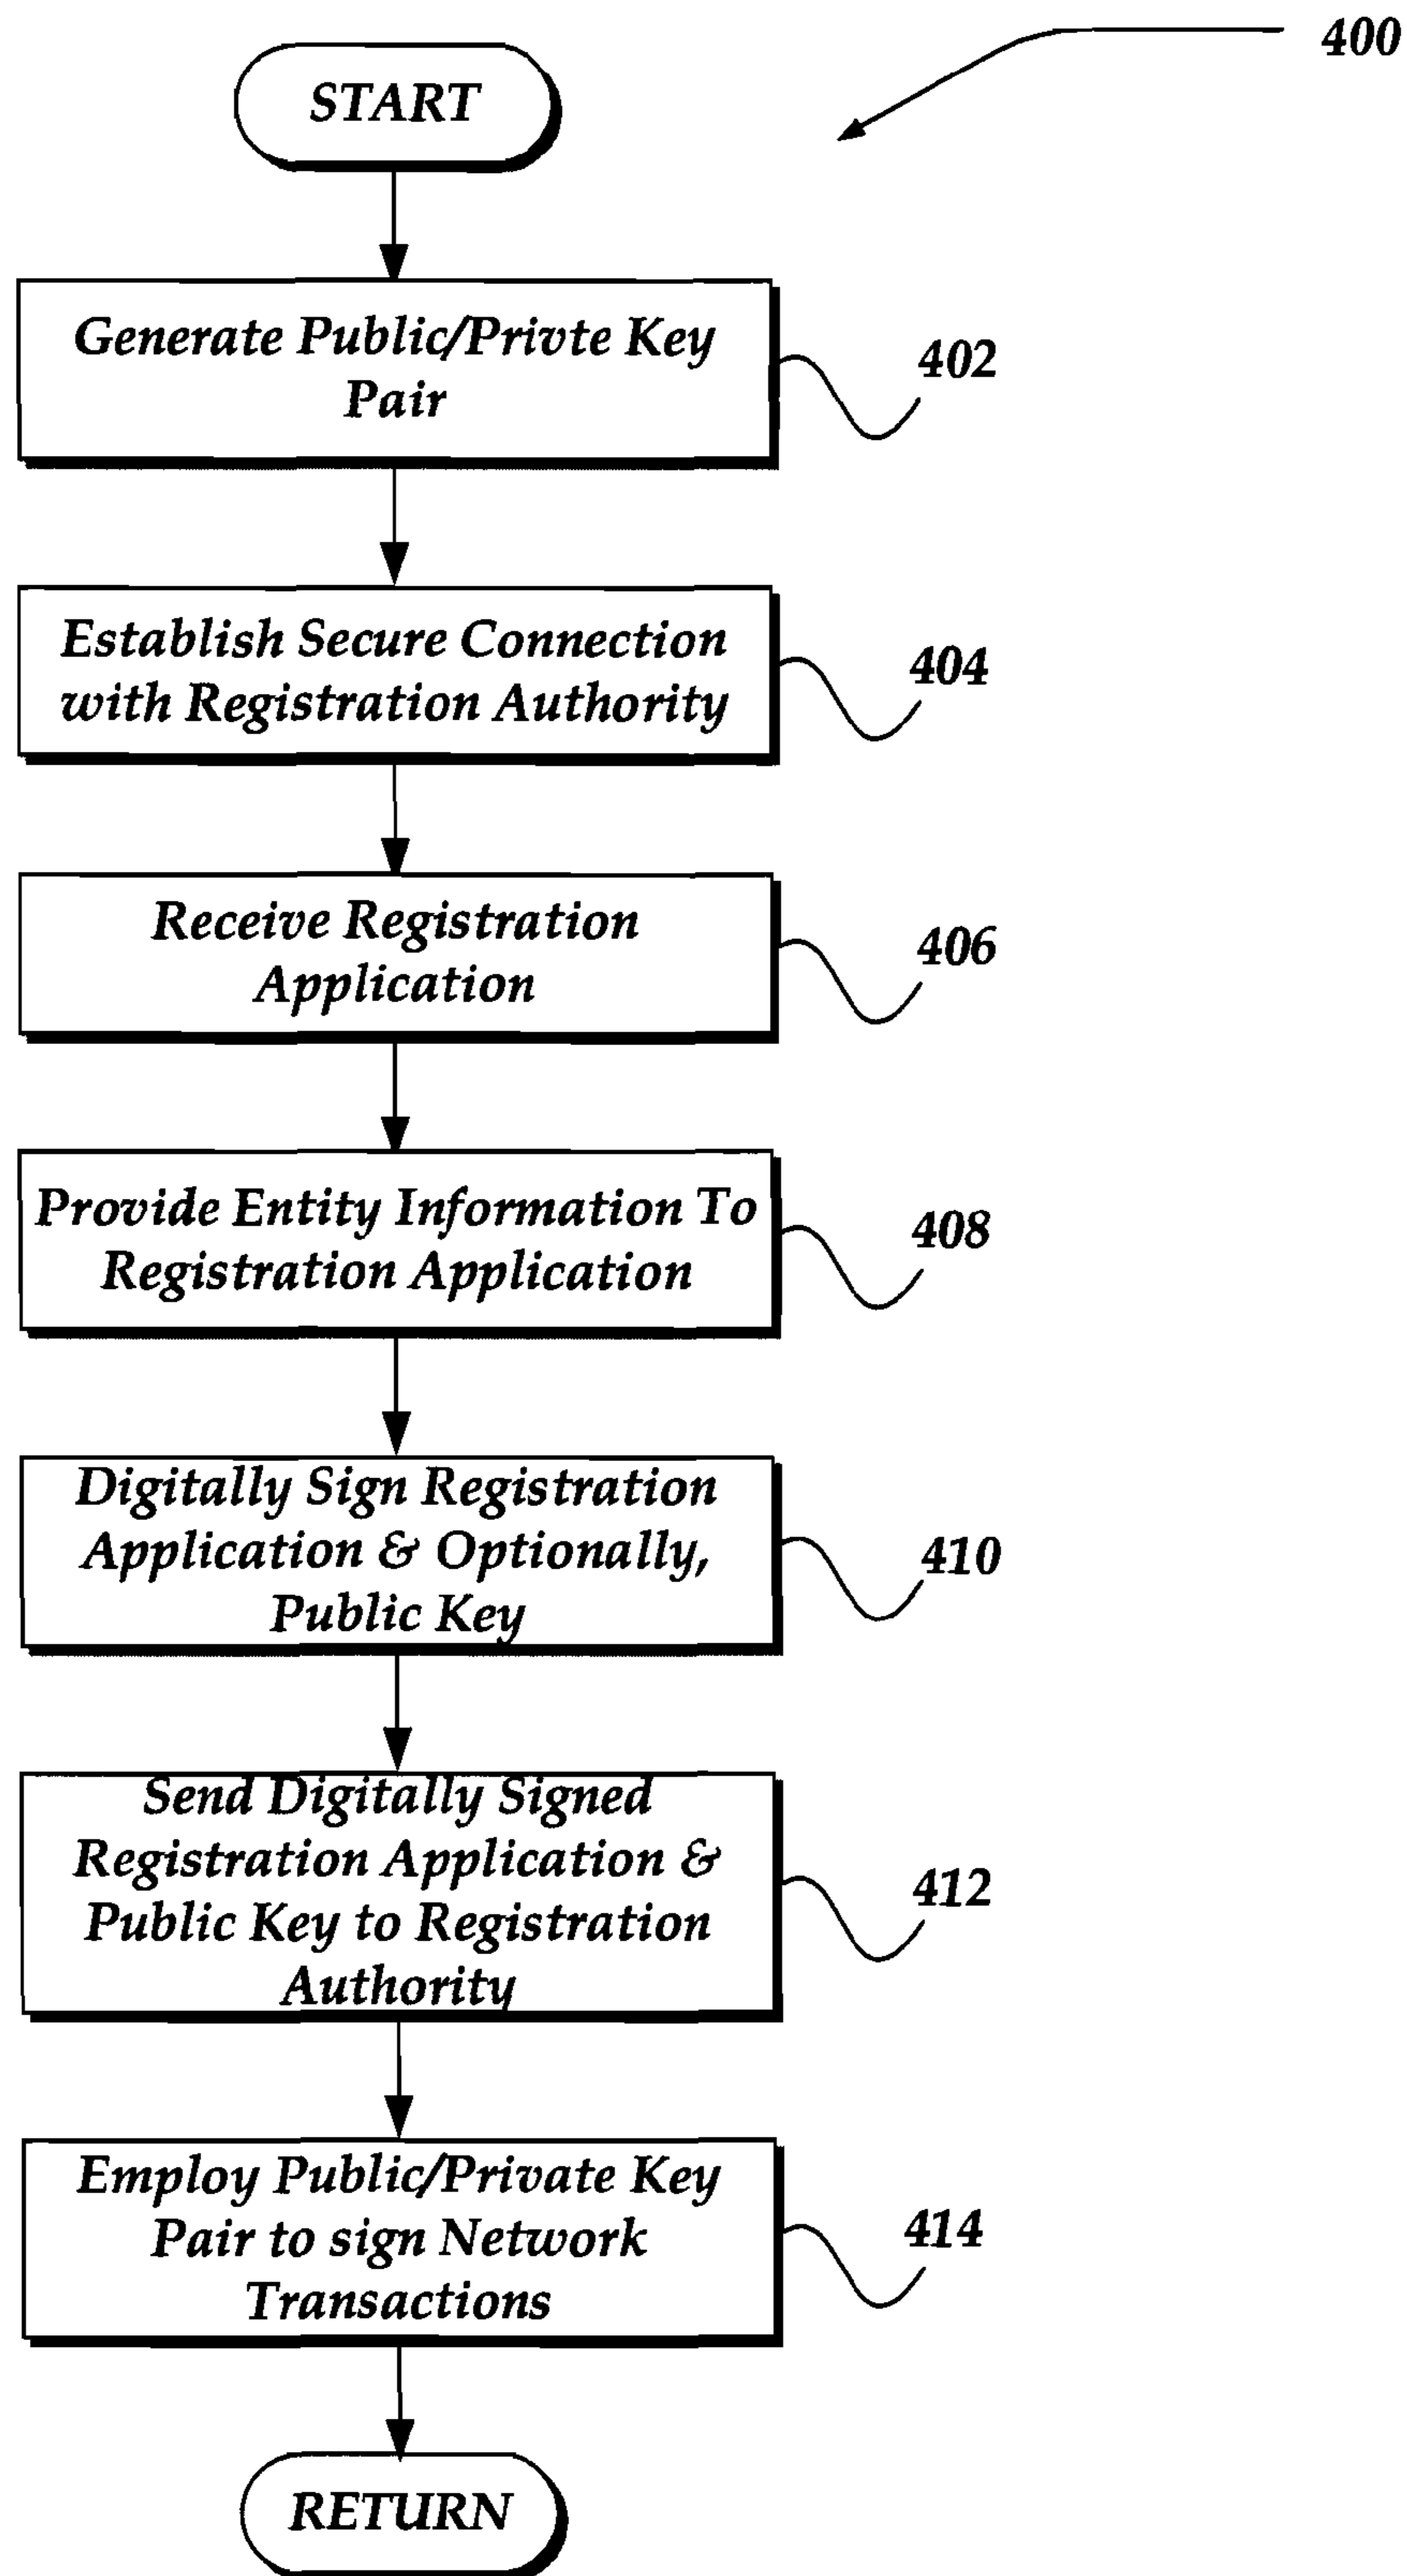 400
START
Generate Public/Privte Key
Pair
402
Establish Secure Connection
with Registration Authority
404
Receive Registration
Application
406
Provide Entity Information To
Registration Application
408
Digitally Sign Registration
Application & Optionally,
Public Key
410
Send Digitally Signed
Registration Application &
Public Key to Registration
Authority
412
Employ Public/Private Key
Pair to sign Network
Transactions
414
RETURN